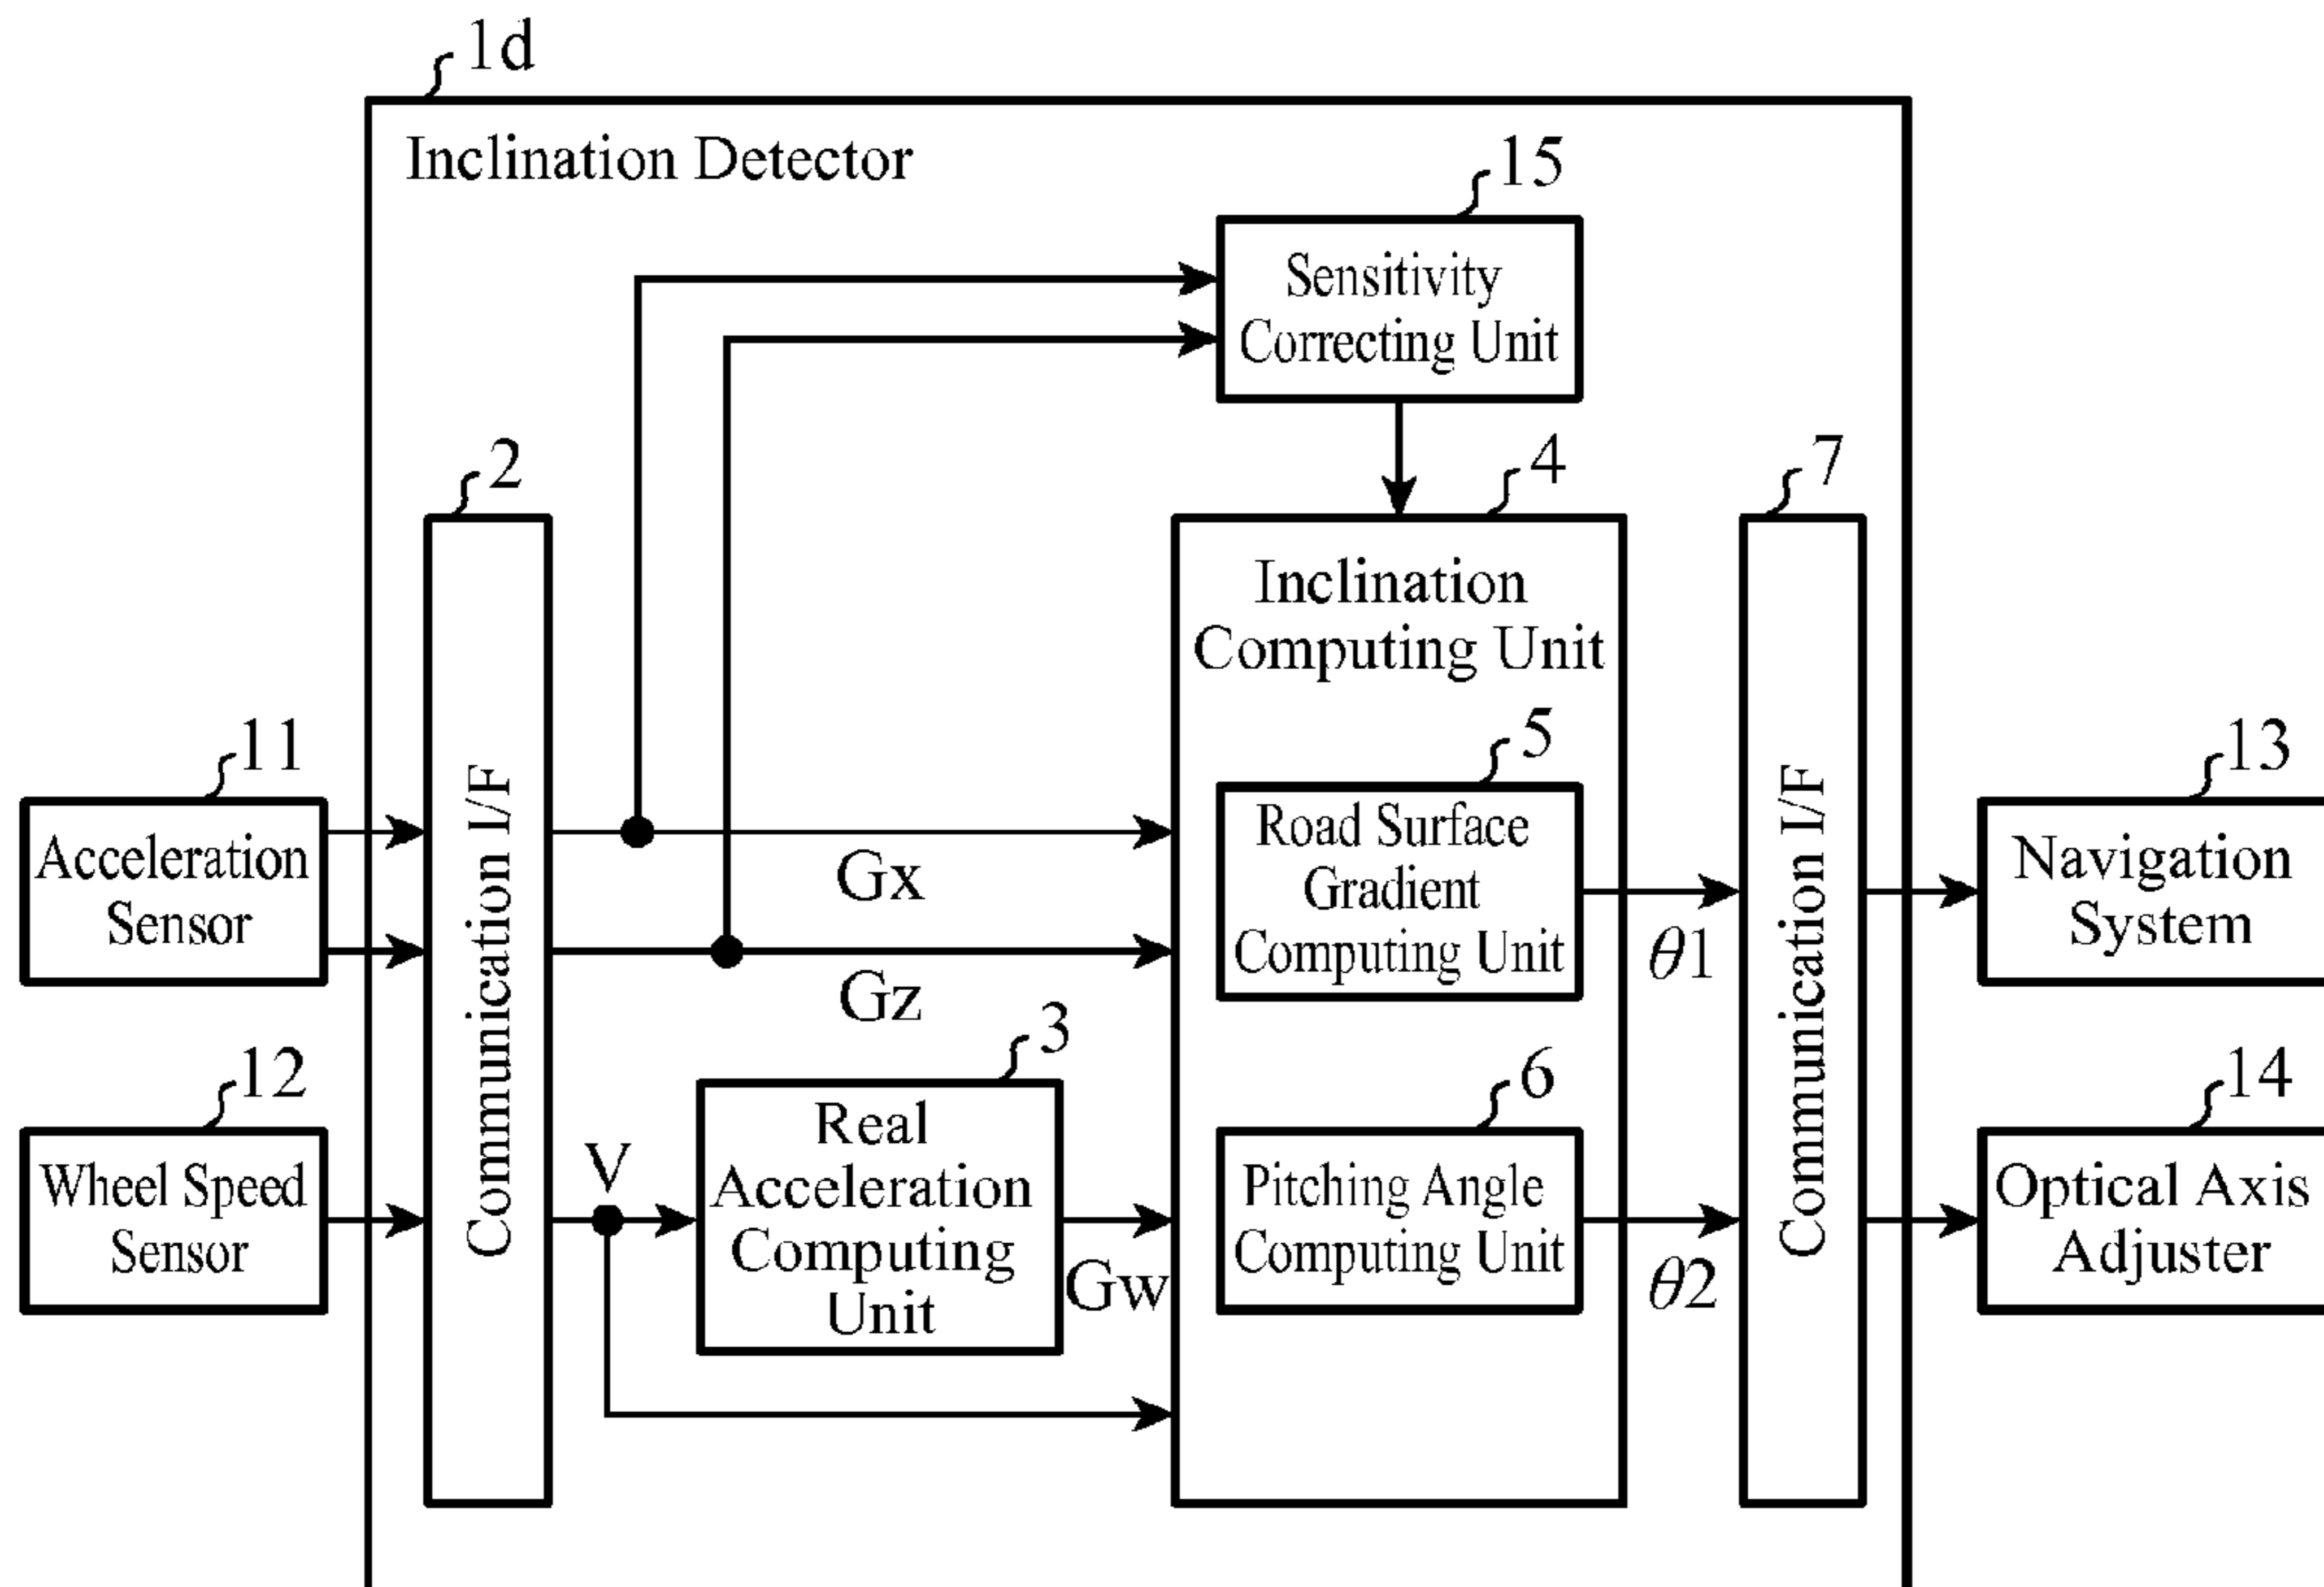 1d
Inclination Detector
15
Sensitivity
Correcting Unit
2
4
7
Inclination
Computing Unit
11
5
13
Acceleration
Sensor
Communication I/F
Gx
Gz
Road Surface
Gradient
Computing Unit
θ1
Communication I/F
Navigation
System
12
3
6
14
Wheel Speed
Sensor
V
Real
Acceleration
Computing
Unit
Gw
Pitching Angle
Computing Unit
θ2
Optical Axis
Adjuster